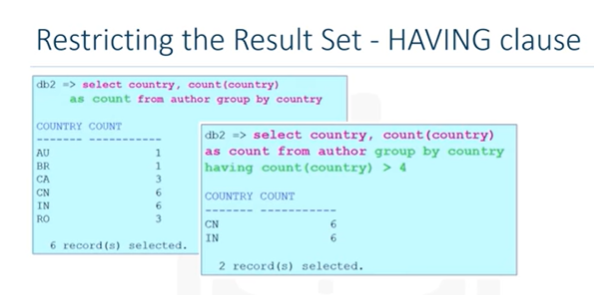 Restricting the Result Set - HAVING clause
db2 => select country, count(country)
as count from author group by country
COUNTRY COUNT
------- -----------
AU 1
BR 1
CA 3
CN 6
IN 6
RO 3
6 record(s) selected.
db2 => select country, count(country)
as count from author group by country
having count(country) > 4
COUNTRY COUNT
------- -----------
CN 6
IN 6
2 record(s) selected.